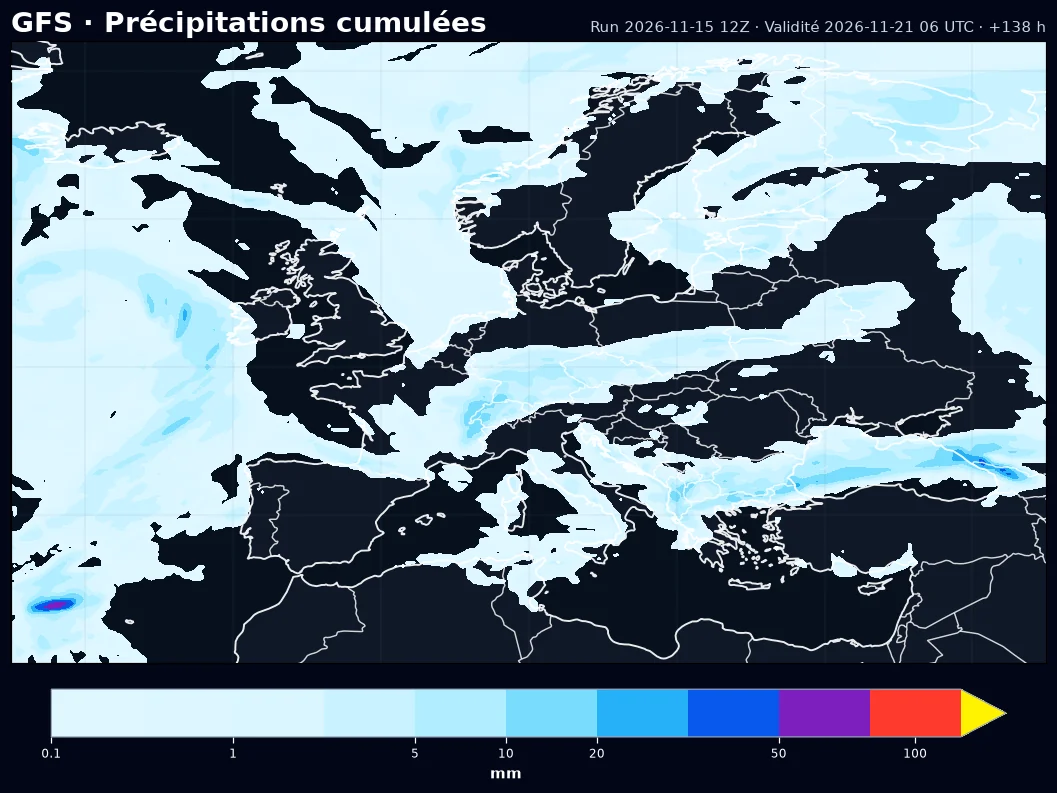 GFS · Précipitations cumulées
Run 2026-11-15 12Z · Validité 2026-11-21 06 UTC · +138 h
0.1 1 5 10 20 50 100
mm